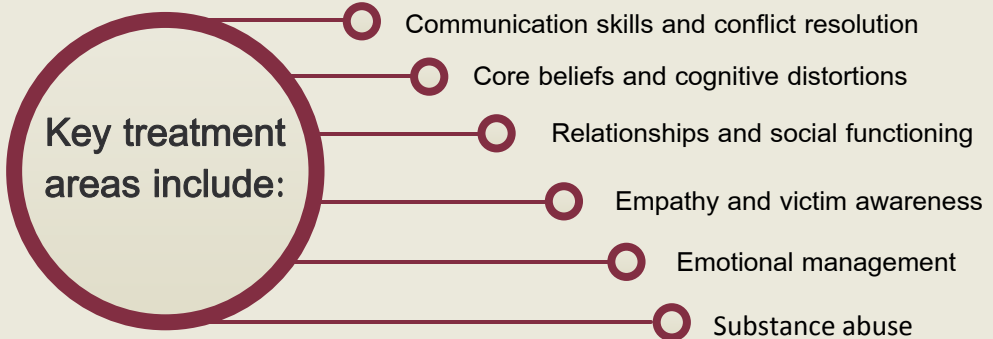 Key treatment
areas include:
Communication skills and conflict resolution
Core beliefs and cognitive distortions
Relationships and social functioning
Empathy and victim awareness
Emotional management
Substance abuse